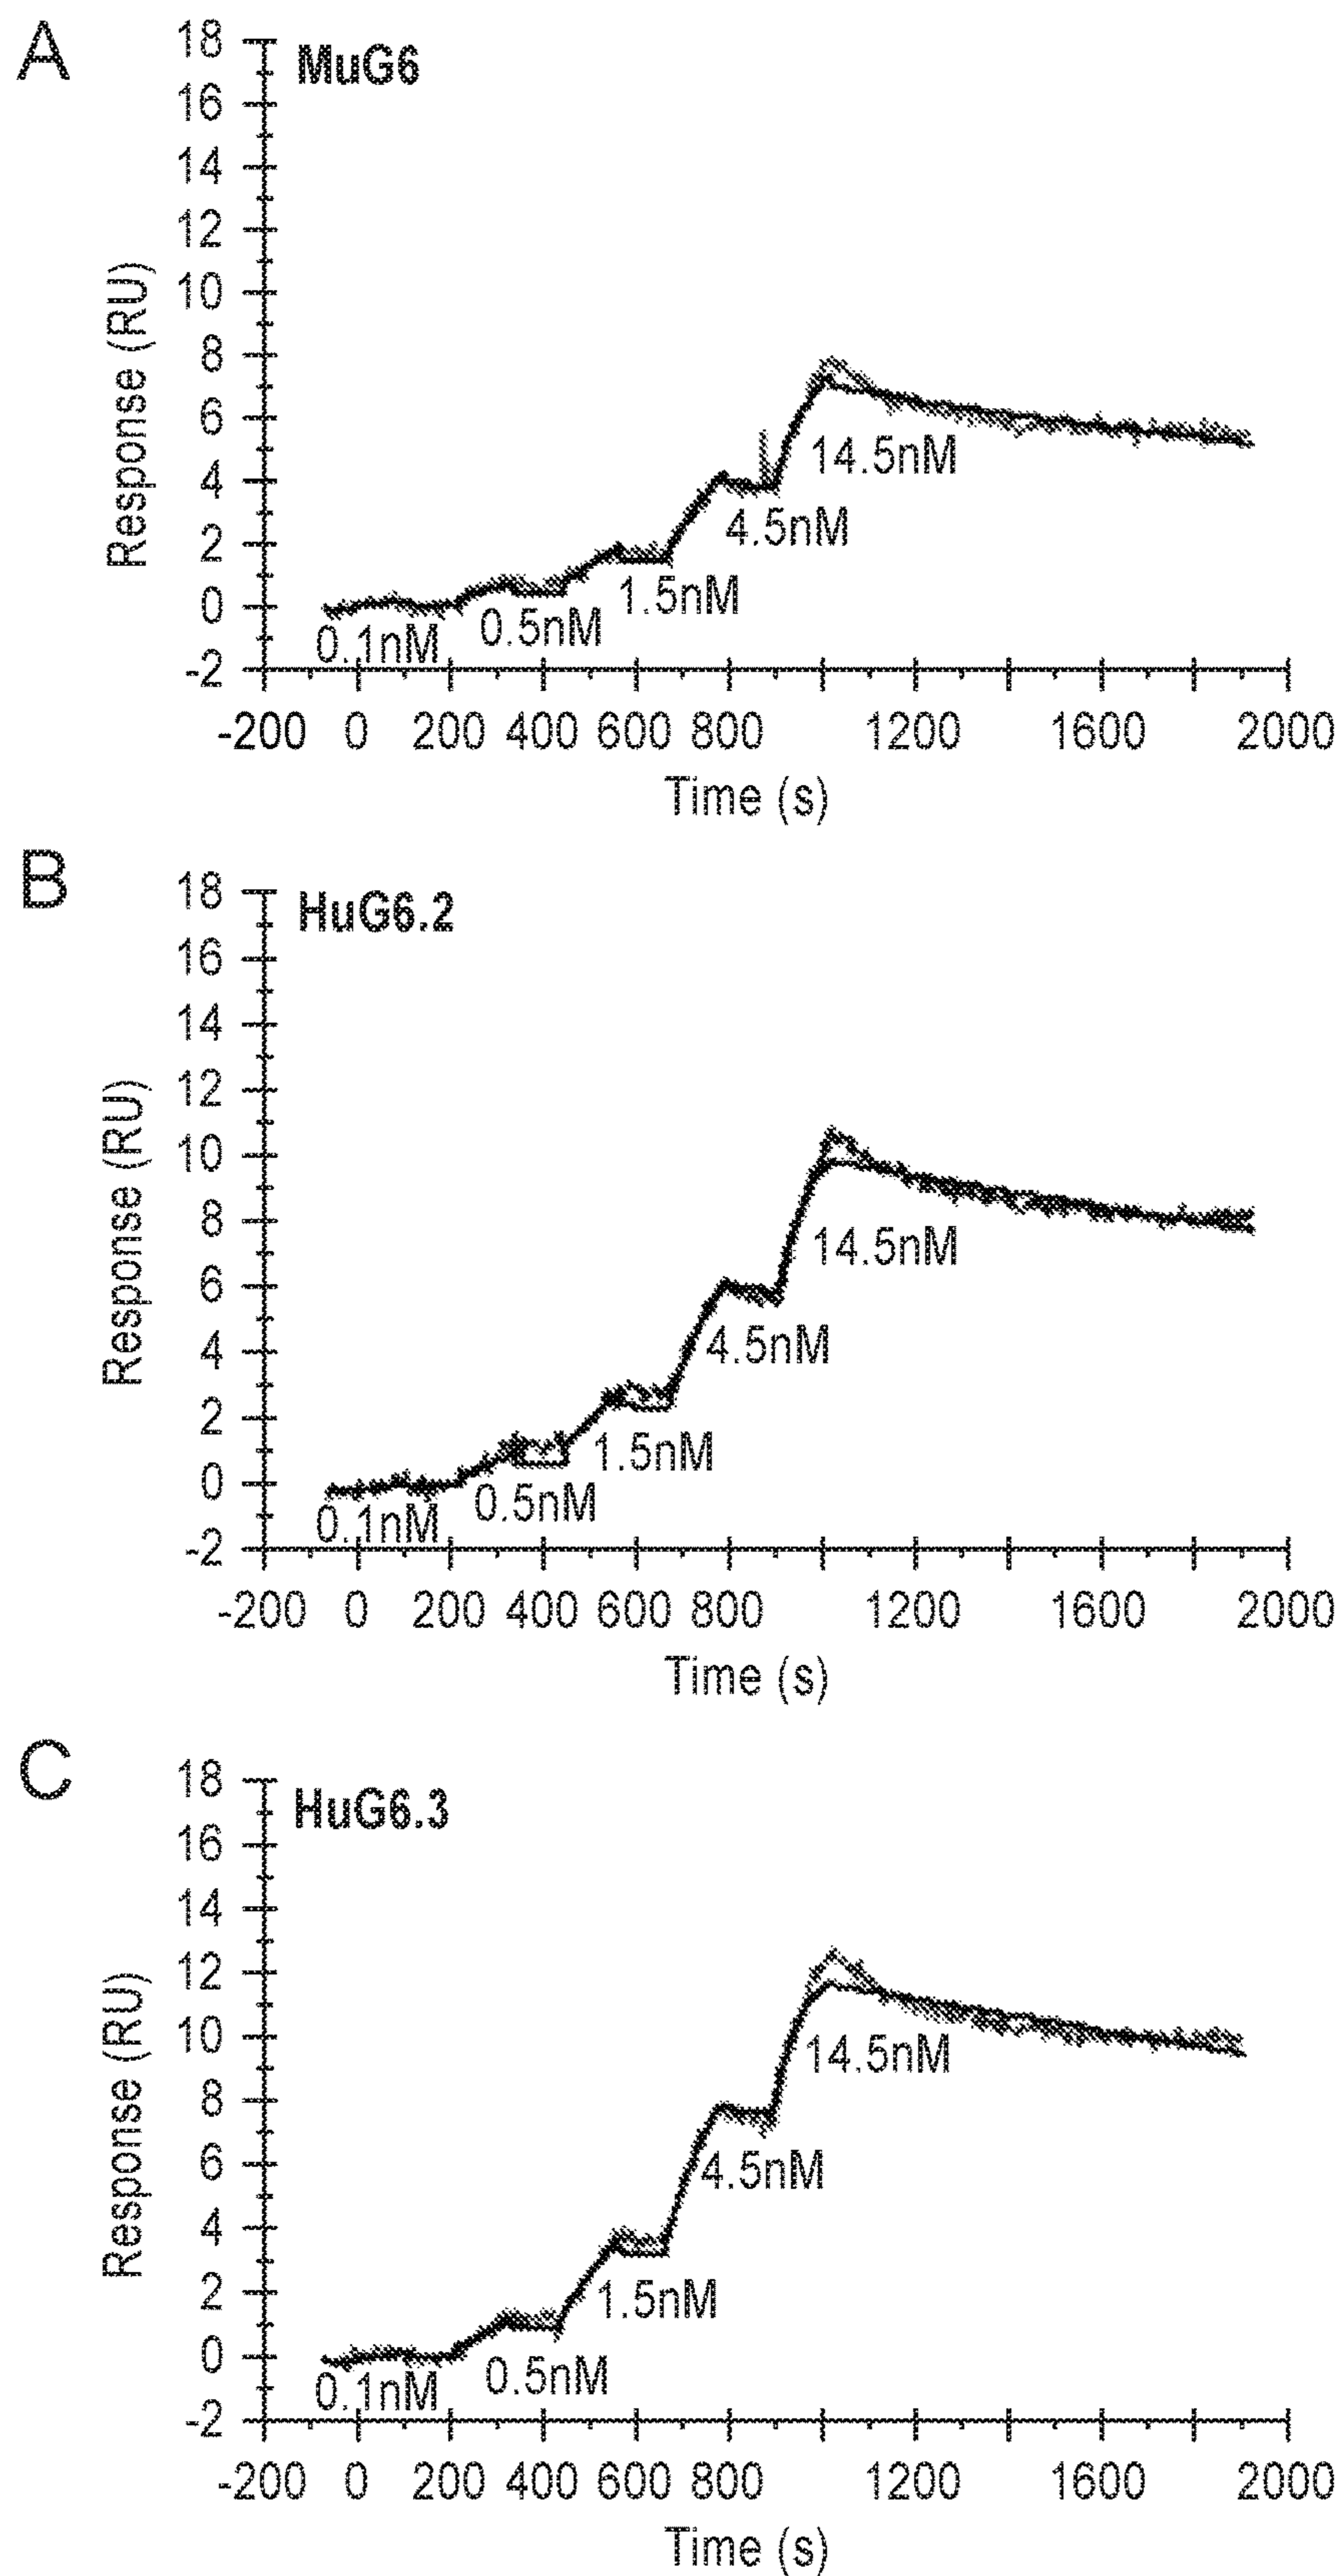 A
MuG6
18
16
14
12
10
8
6
4
2
0
-2
Response (RU)
0.1nM
0.5nM
1.5nM
4.5nM
14.5nM
-200 0 200 400 600 800 1200 1600 2000
Time (s)
B
HuG6.2
18
16
14
12
10
8
6
4
2
0
-2
Response (RU)
0.1nM
0.5nM
1.5nM
4.5nM
14.5nM
-200 0 200 400 600 800 1200 1600 2000
Time (s)
C
HuG6.3
18
16
14
12
10
8
6
4
2
0
-2
Response (RU)
0.1nM
0.5nM
1.5nM
4.5nM
14.5nM
-200 0 200 400 600 800 1200 1600 2000
Time (s)